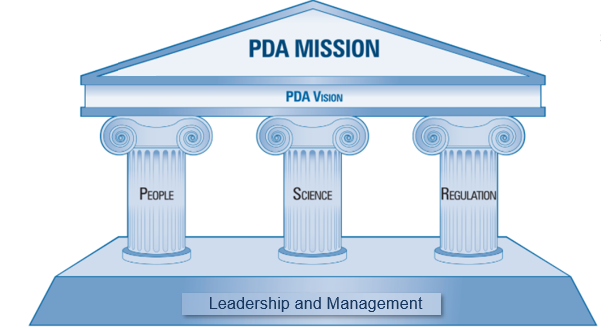 PDA MISSION
PDA VISION
PEOPLE
SCIENCE
REGULATION
Leadership and Management